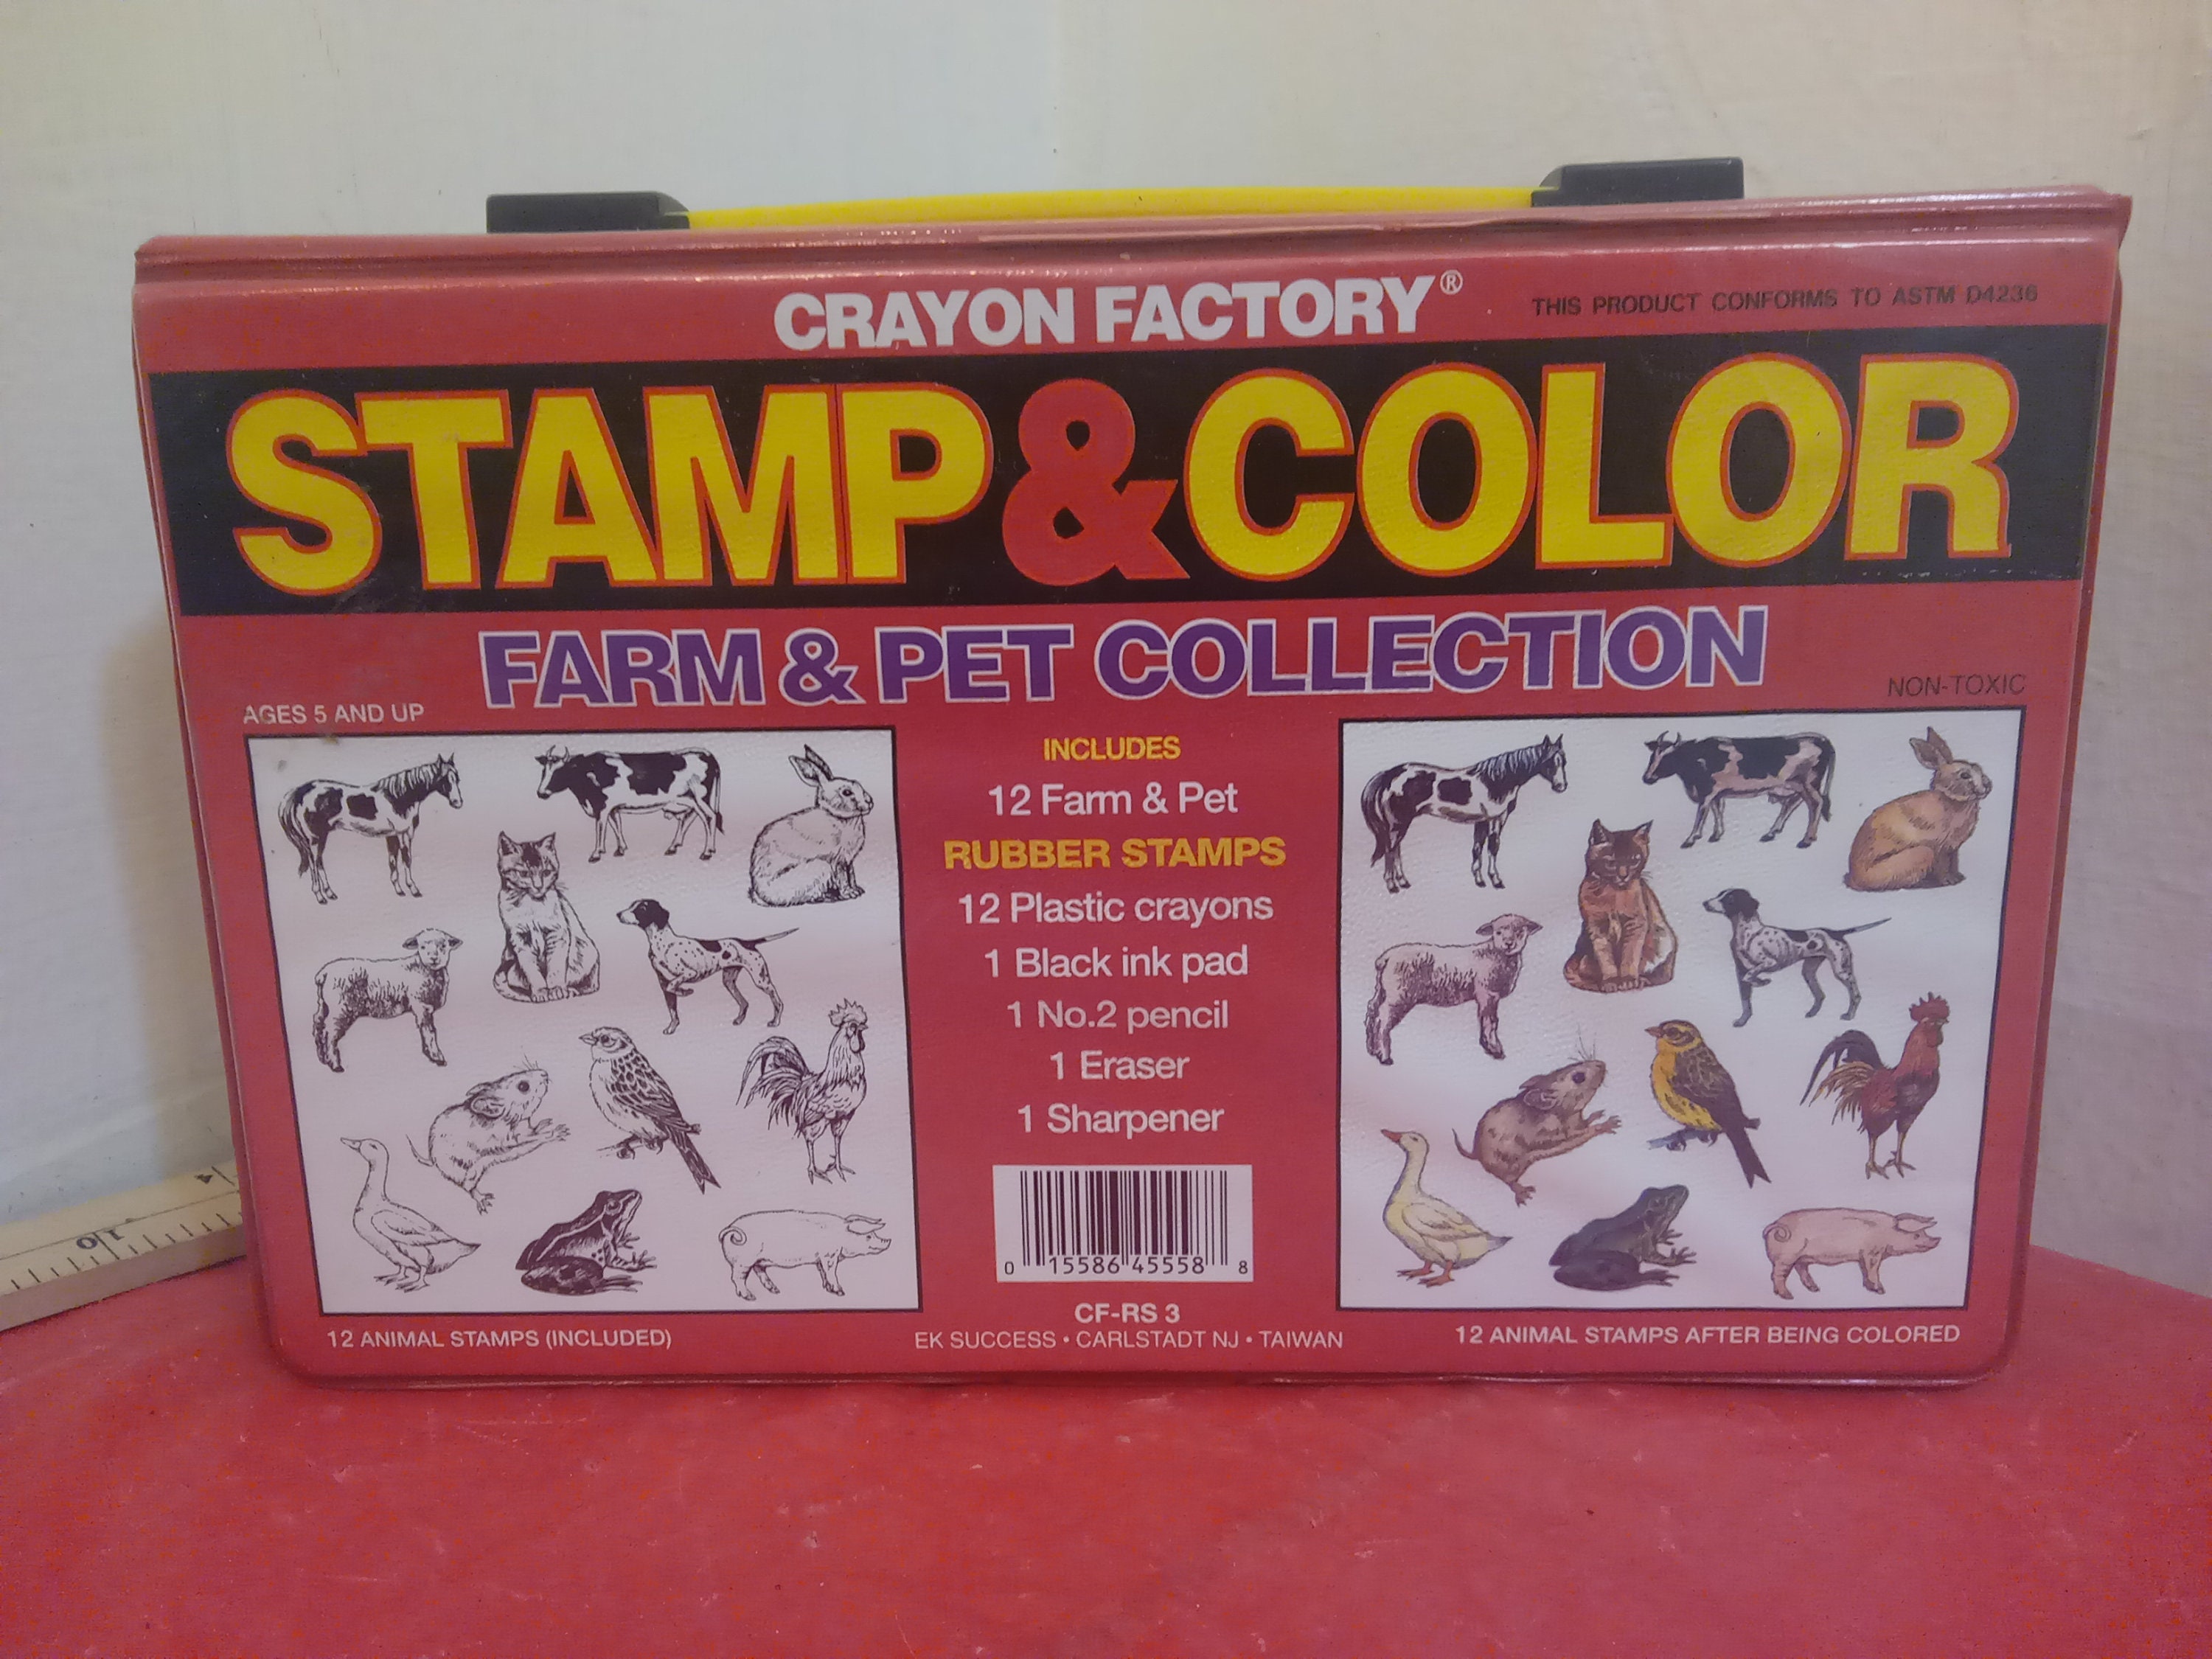 CRAYON FACTORY®
THIS PRODUCT CONFORMS TO ASTM D4236
STAMP & COLOR
FARM & PET COLLECTION
AGES 5 AND UP
NON-TOXIC
INCLUDES
12 Farm & Pet
RUBBER STAMPS
12 Plastic crayons
1 Black ink pad
1 No.2 pencil
1 Eraser
1 Sharpener
0 15586 45558 8
CF-RS 3
EK SUCCESS • CARLSTADT NJ • TAIWAN
12 ANIMAL STAMPS (INCLUDED)
12 ANIMAL STAMPS AFTER BEING COLORED
10
4